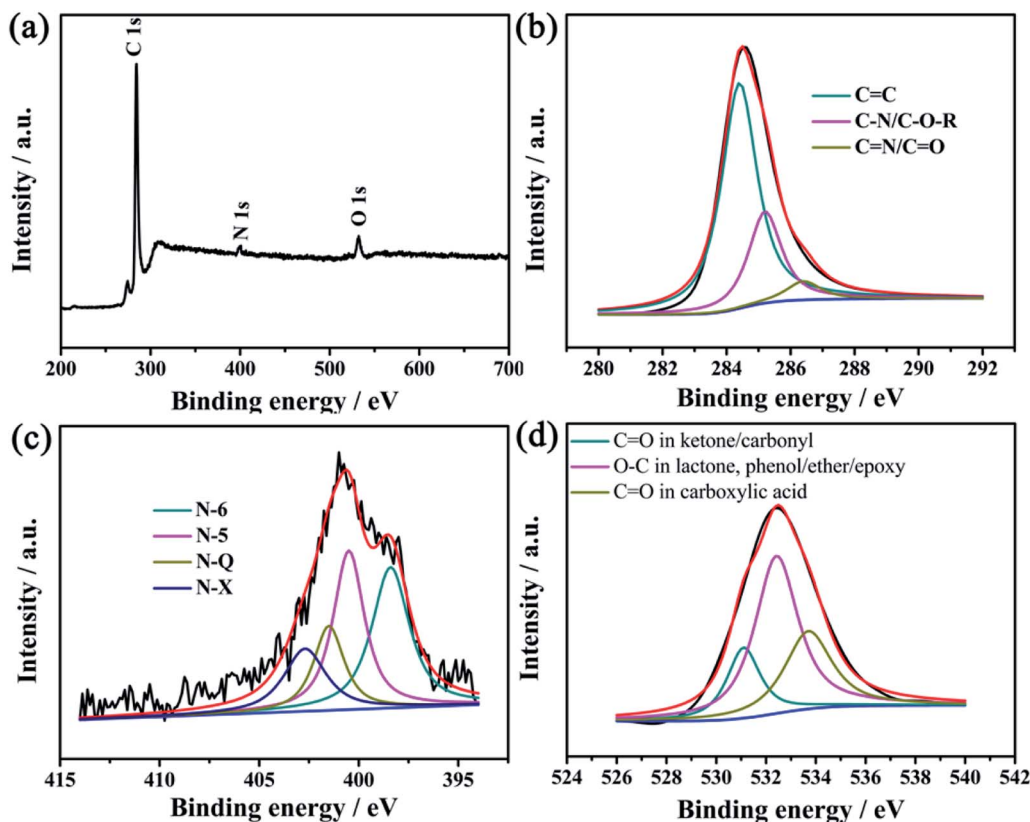 (a)
C 1s
N 1s
O 1s
Intensity / a.u.
200 300 400 500 600 700
Binding energy / eV
(b)
C=C
C-N/C-O-R
C=N/C=O
Intensity / a.u.
280 282 284 286 288 290 292
Binding energy / eV
(c)
N-6
N-5
N-Q
N-X
Intensity / a.u.
415 410 405 400 395
Binding energy / eV
(d)
C=O in ketone/carbonyl
O-C in lactone, phenol/ether/epoxy
C=O in carboxylic acid
Intensity / a.u.
524 526 528 530 532 534 536 538 540 542
Binding energy / eV